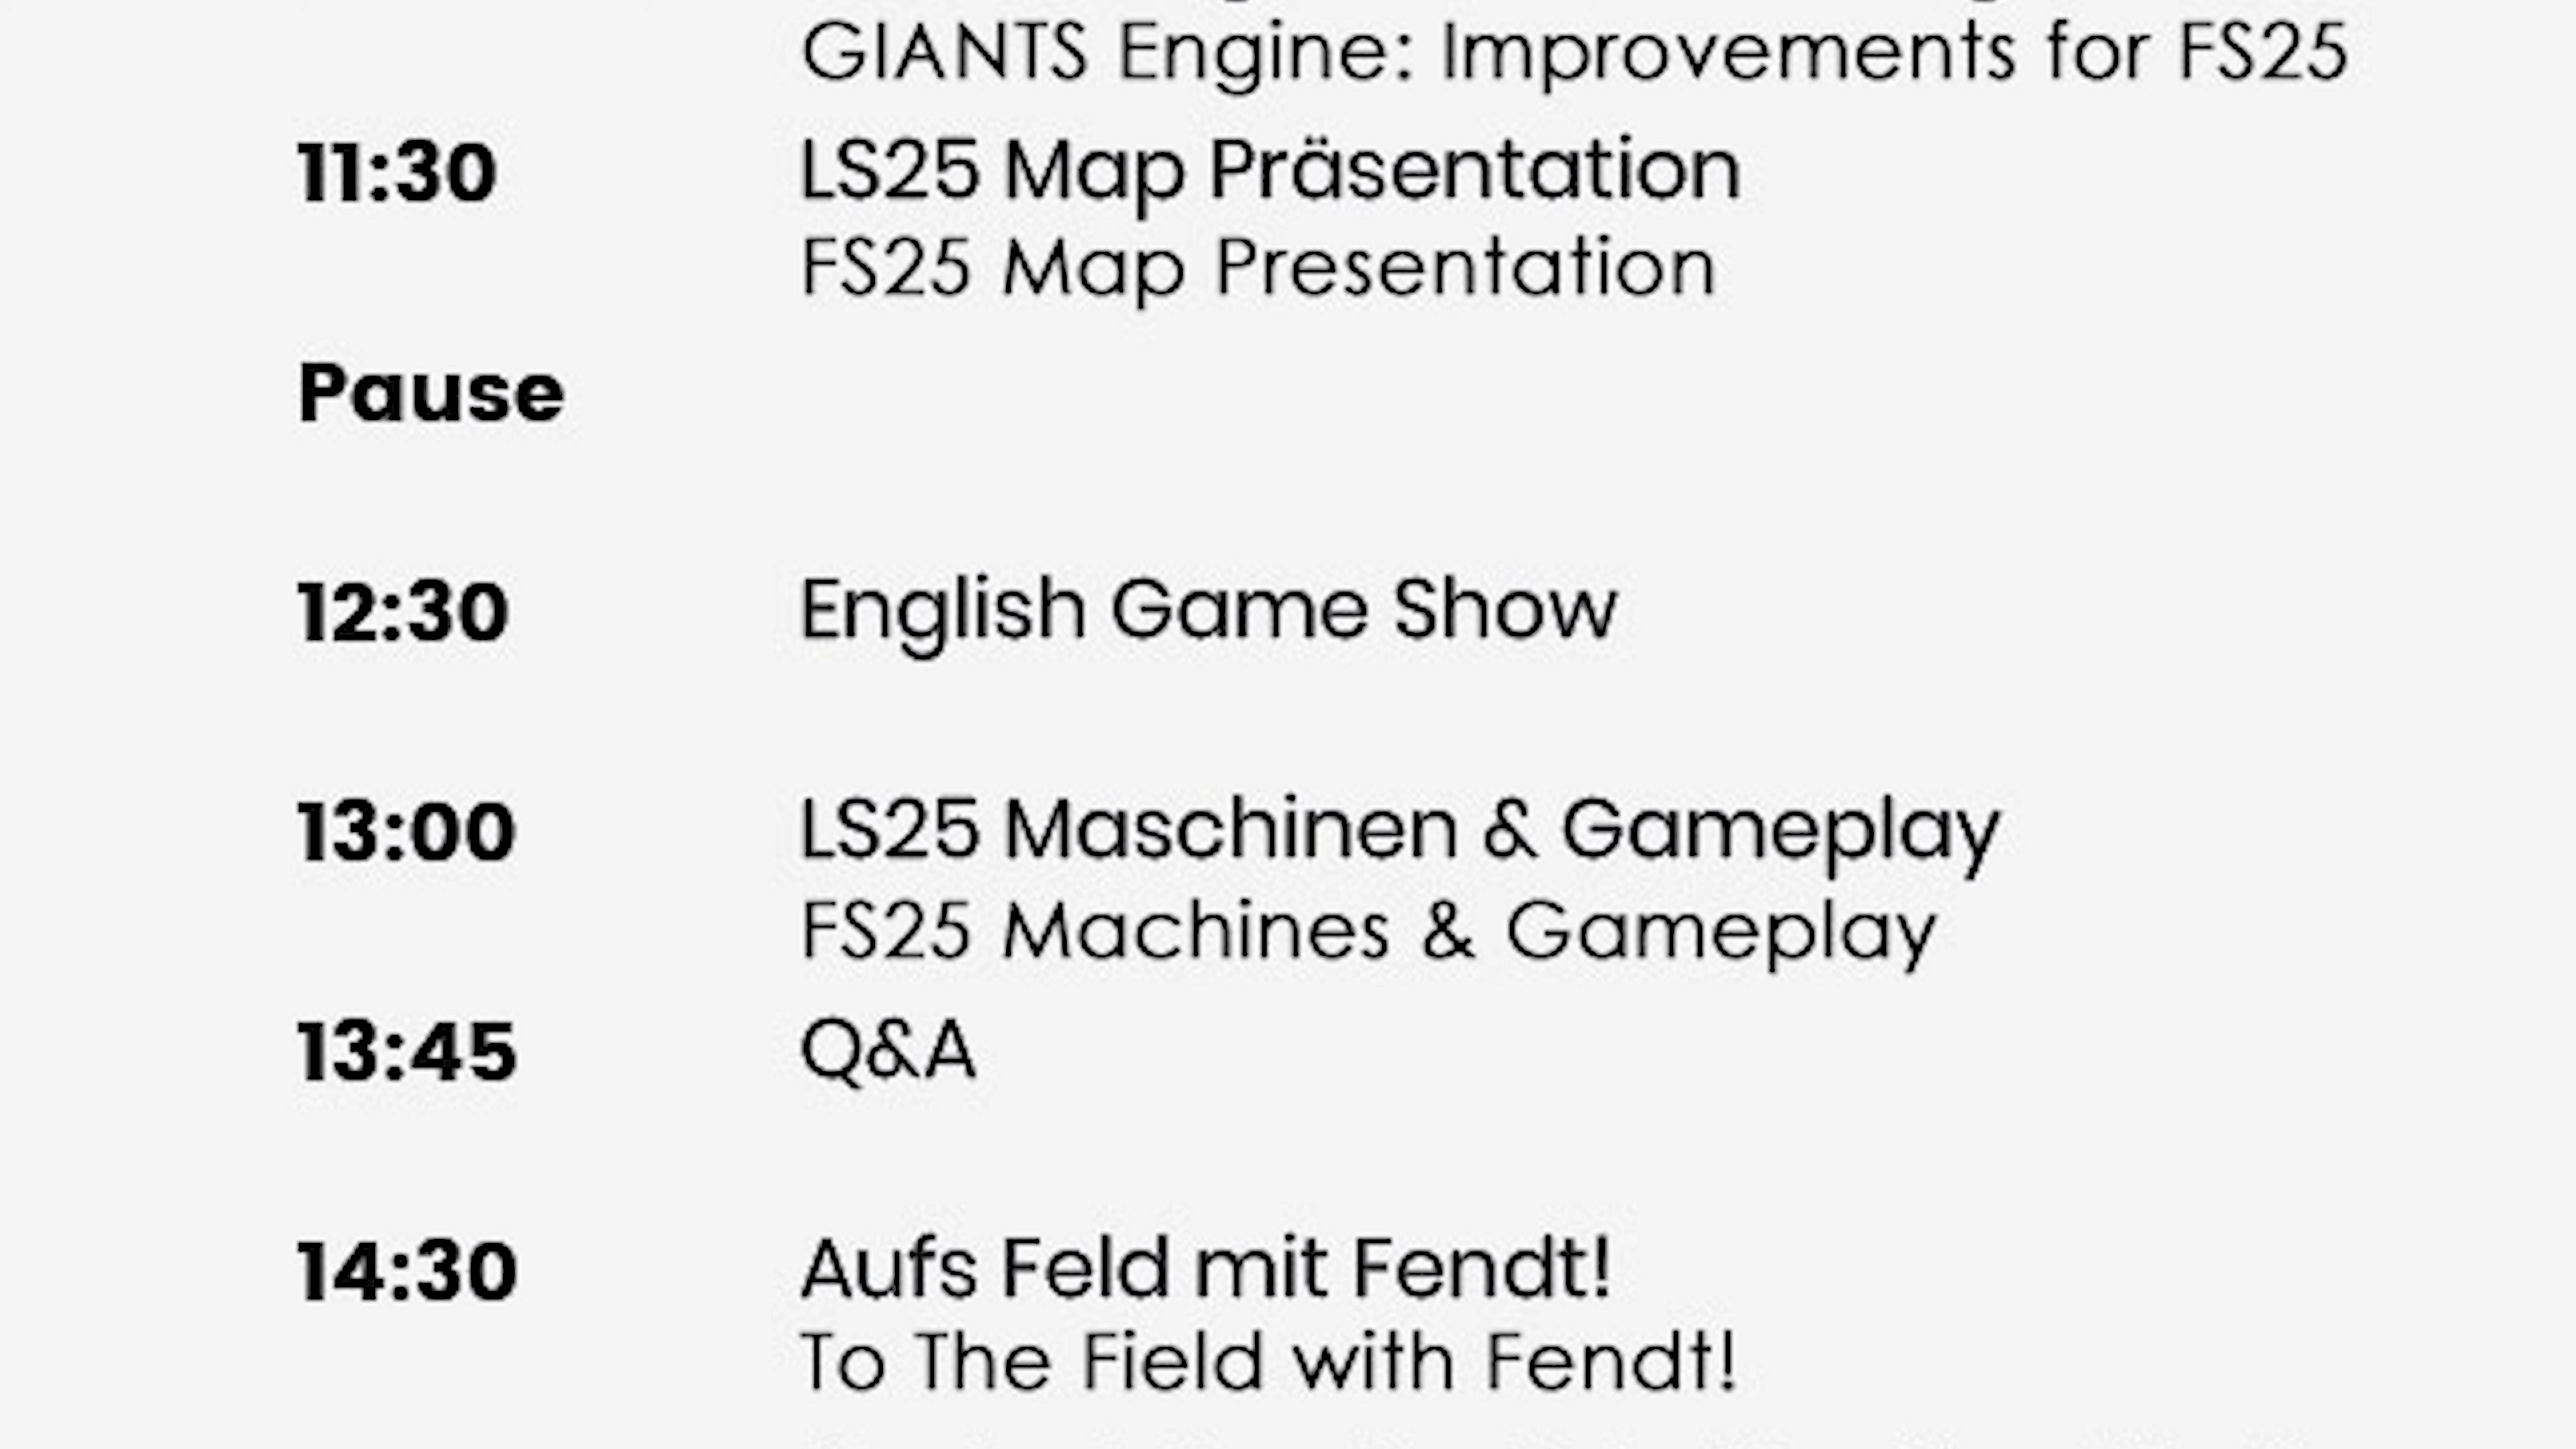 GIANTS Engine: Improvements for FS25
11:30 LS25 Map Präsentation
FS25 Map Presentation
Pause
12:30 English Game Show
13:00 LS25 Maschinen & Gameplay
FS25 Machines & Gameplay
13:45 Q&A
14:30 Aufs Feld mit Fendt!
To The Field with Fendt!